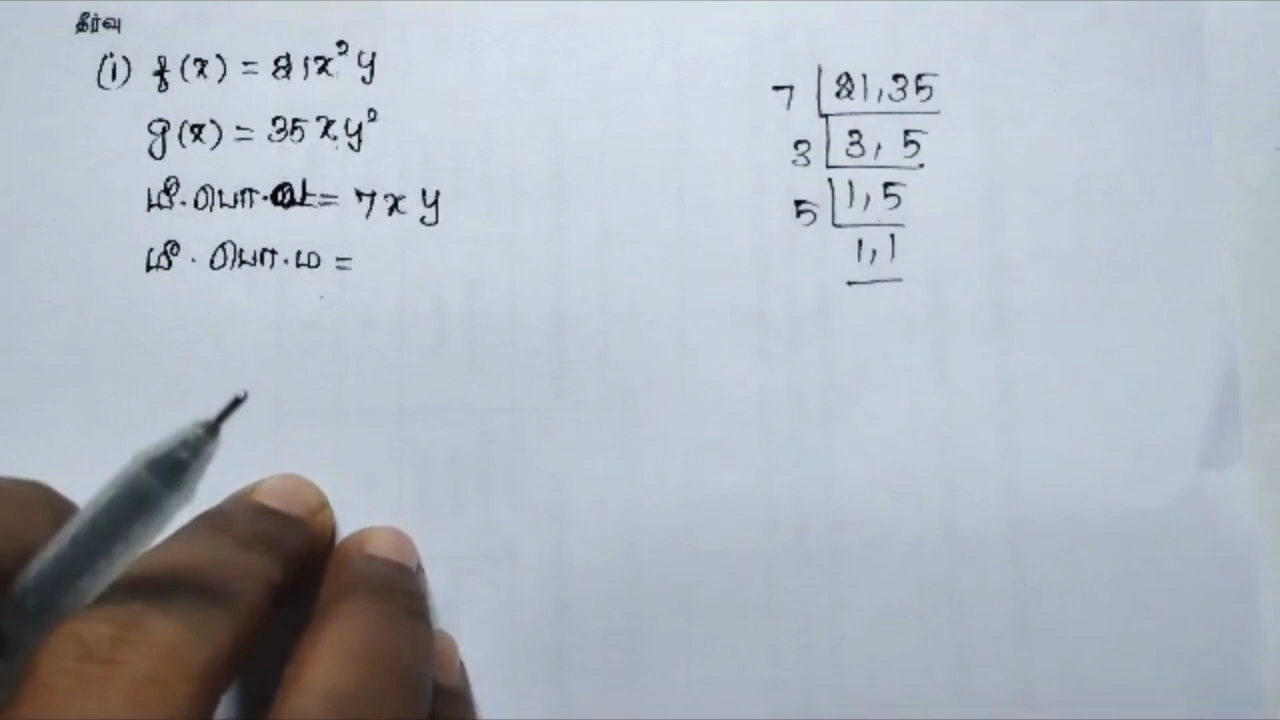 தீர்வு
(i) f(x) = 21x²y
g(x) = 35xy²
மீ.பொ.வ = 7xy
மீ.பொ.ம =
7 | 21, 35
3 | 3, 5
5 | 1, 5
1, 1